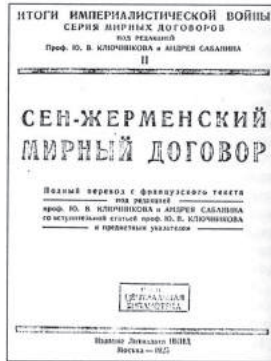 ИТОГИ ИМПЕРИАЛИСТИЧЕСКОЙ ВОЙНЫ
СЕРИЯ МИРНЫХ ДОГОВОРОВ
ПОД РЕДАКЦИЕЙ
Проф. Ю. В. КЛЮЧНИКОВА и АНДРЕЯ САБАНИНА
II
СЕН-ЖЕРМЕНСКИЙ
МИРНЫЙ ДОГОВОР
Полный перевод с французского текста
под редакцией
проф. Ю. В. КЛЮЧНИКОВА и АНДРЕЯ САБАНИНА
со вступительной статьей проф. Ю. В. КЛЮЧНИКОВА
и предметным указателем
ЦЕНТРАЛЬНАЯ
БИБЛИОТЕКА
Издание Литиздата НКИД
Москва — 1925